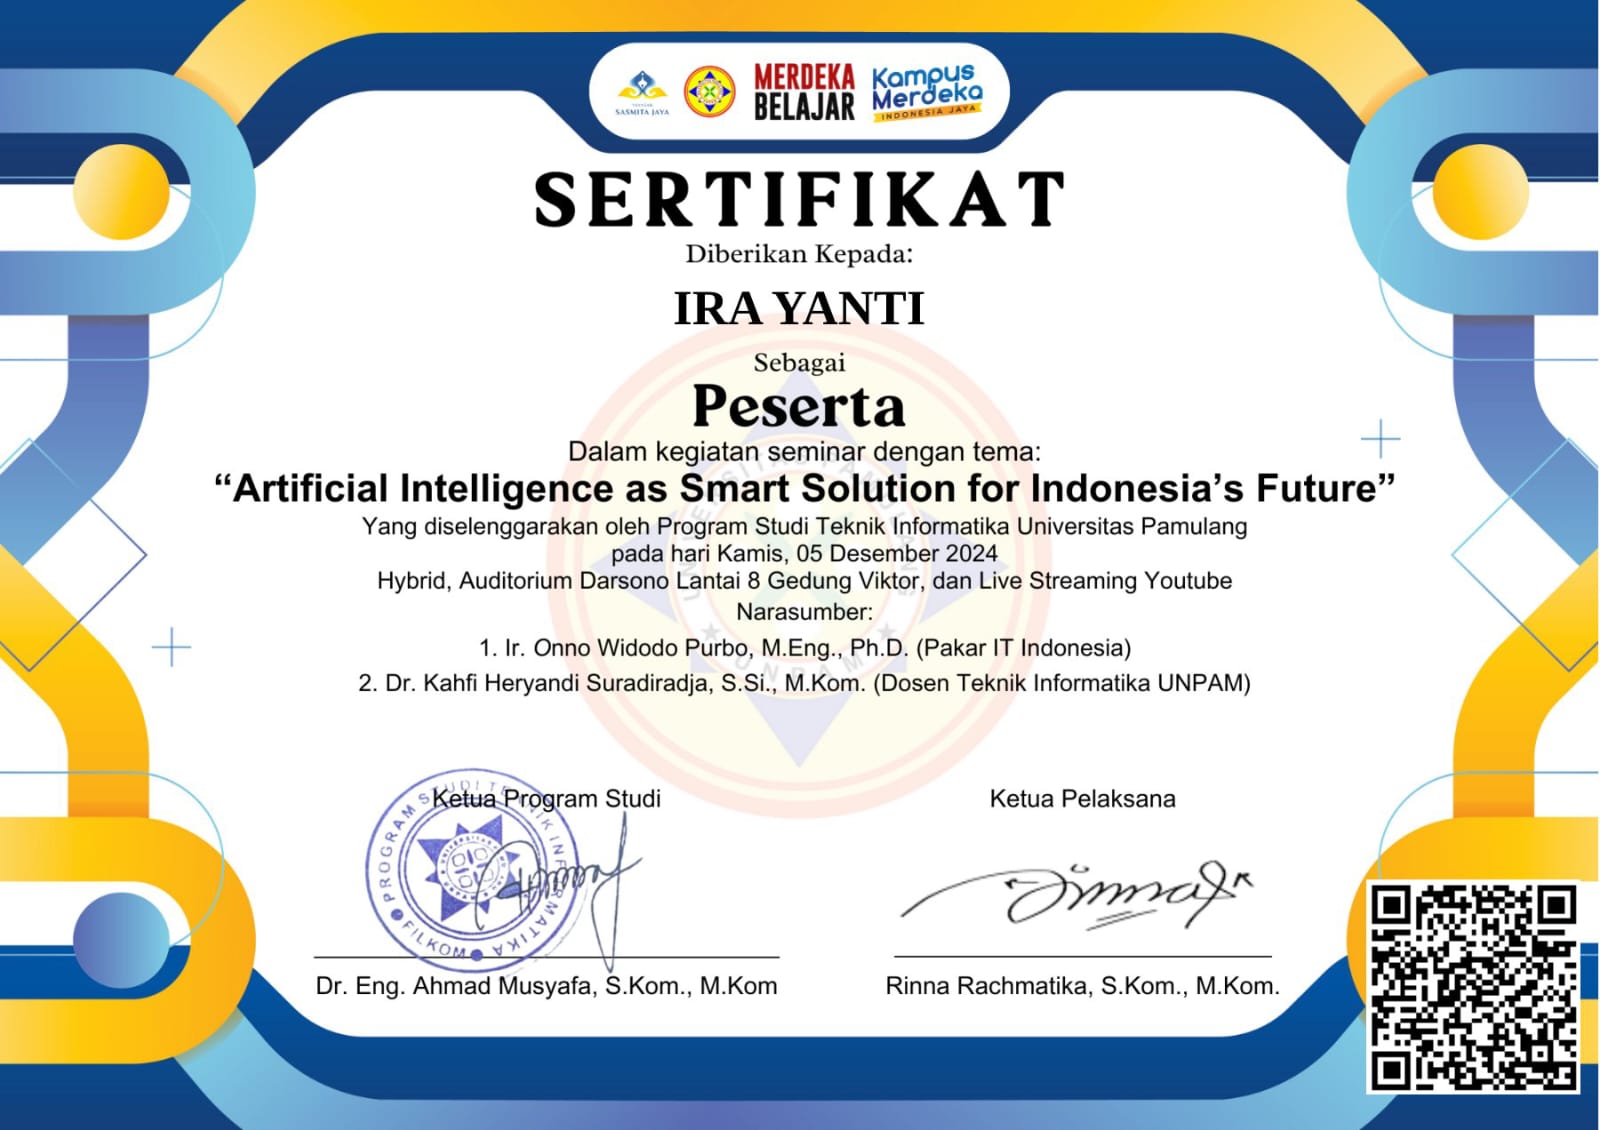 YAYASAN
SASMITA JAYA
MERDEKA
BELAJAR
Kampus
Merdeka
INDONESIA JAYA
SERTIFIKAT
Diberikan Kepada:
IRA YANTI
Sebagai
Peserta
Dalam kegiatan seminar dengan tema:
“Artificial Intelligence as Smart Solution for Indonesia’s Future”
Yang diselenggarakan oleh Program Studi Teknik Informatika Universitas Pamulang
pada hari Kamis, 05 Desember 2024
Hybrid, Auditorium Darsono Lantai 8 Gedung Viktor, dan Live Streaming Youtube
Narasumber:
1. Ir. Onno Widodo Purbo, M.Eng., Ph.D. (Pakar IT Indonesia)
2. Dr. Kahfi Heryandi Suradiradja, S.Si., M.Kom. (Dosen Teknik Informatika UNPAM)
UNIVERSITAS PAMULANG
UNPAM
Ketua Program Studi
Ketua Pelaksana
PROGRAM STUDI TEKNIK INFORMATIKA
FILKOM
Dr. Eng. Ahmad Musyafa, S.Kom., M.Kom
Rinna Rachmatika, S.Kom., M.Kom.